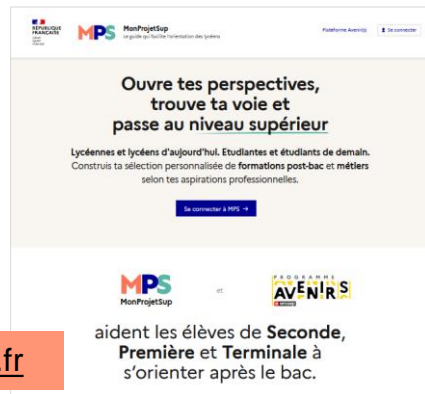 RÉPUBLIQUE
FRANÇAISE
MPS
MonProjetSup
Le guide qui facilite l'orientation des lycéens
Plateforme Avenir(s)
Se connecter
Ouvre tes perspectives,
trouve ta voie et
passe au niveau supérieur
Lycéennes et lycéens d'aujourd'hui. Etudiantes et étudiants de demain.
Construis ta sélection personnalisée de formations post-bac et métiers
selon tes aspirations professionnelles.
Se connecter à MPS →
MPS
MonProjetSup
et
PROGRAMME
AVENIRS
onisep
aident les élèves de Seconde,
Première et Terminale à
s'orienter après le bac.
.fr